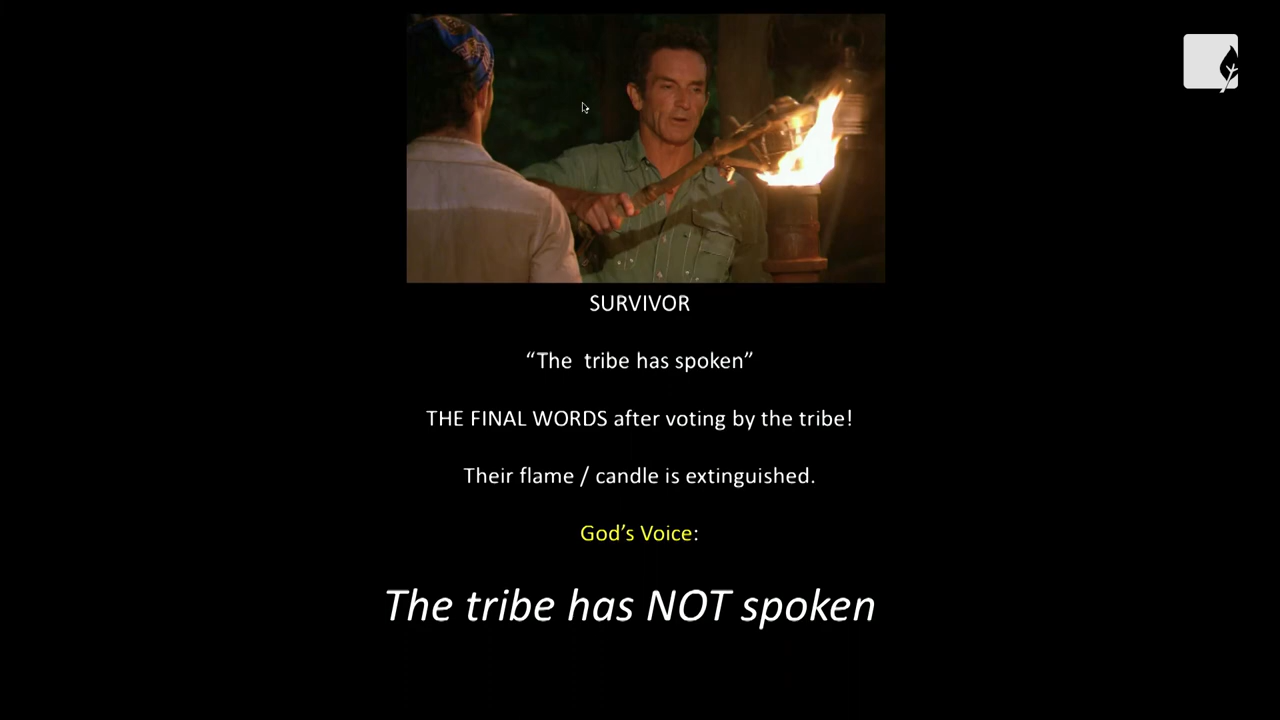 SURVIVOR
“The  tribe has spoken”
THE FINAL WORDS after voting by the tribe!
Their flame / candle is extinguished.
God’s Voice:
The tribe has NOT spoken